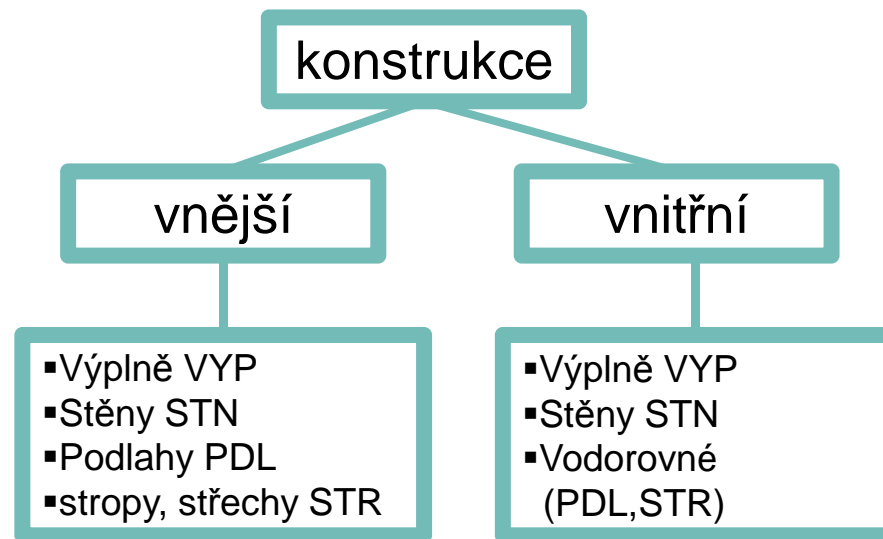 konstrukce
vnější
vnitřní
▪Výplně VYP
▪Stěny STN
▪Podlahy PDL
▪stropy, střechy STR
▪Výplně VYP
▪Stěny STN
▪Vodorovné
(PDL,STR)